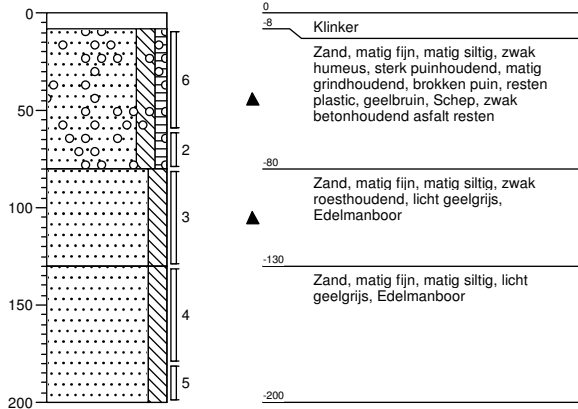 0
50
100
150
200
6
2
3
4
5
0
-8
Klinker
Zand, matig fijn, matig siltig, zwak
humeus, sterk puinhoudend, matig
grindhoudend, brokken puin, resten
plastic, geelbruin, Schep, zwak
betonhoudend asfalt resten
-80
Zand, matig fijn, matig siltig, zwak
roesthoudend, licht geelgrijs,
Edelmanboor
-130
Zand, matig fijn, matig siltig, licht
geelgrijs, Edelmanboor
-200